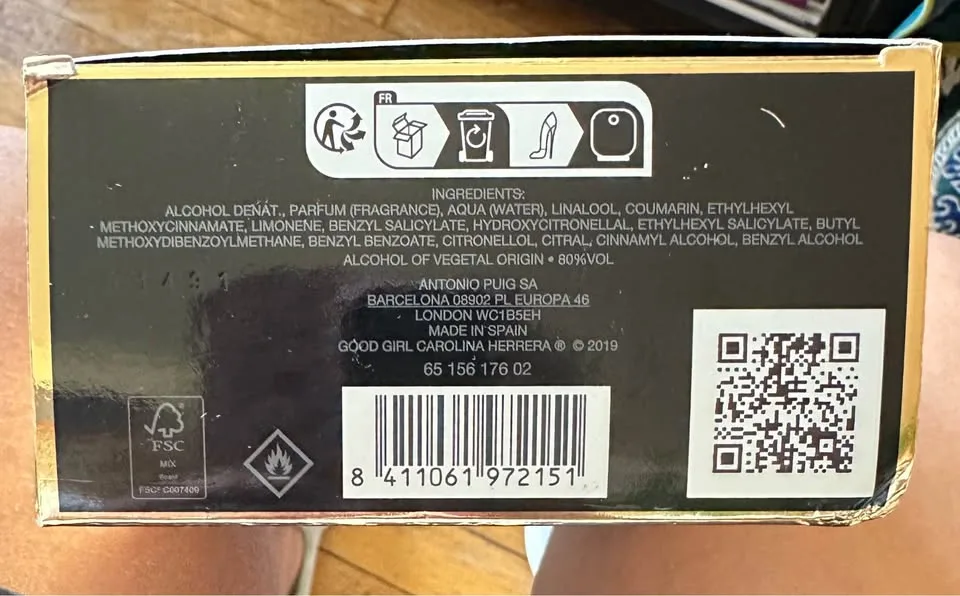 FR
INGREDIENTS:
ALCOHOL DENAT., PARFUM (FRAGRANCE), AQUA (WATER), LINALOOL, COUMARIN, ETHYLHEXYL
METHOXYCINNAMATE, LIMONENE, BENZYL SALICYLATE, HYDROXYCITRONELLAL, ETHYLHEXYL SALICYLATE, BUTYL
METHOXYDIBENZOYLMETHANE, BENZYL BENZOATE, CITRONELLOL, CITRAL, CINNAMYL ALCOHOL, BENZYL ALCOHOL
ALCOHOL OF VEGETAL ORIGIN • 80%VOL
ANTONIO PUIG SA
BARCELONA 08902 PL EUROPA 46
LONDON WC1B5EH
MADE IN SPAIN
GOOD GIRL CAROLINA HERRERA ® © 2019
65 156 176 02
8 411061 972151
FSC
MIX
Board
FSC® C007409